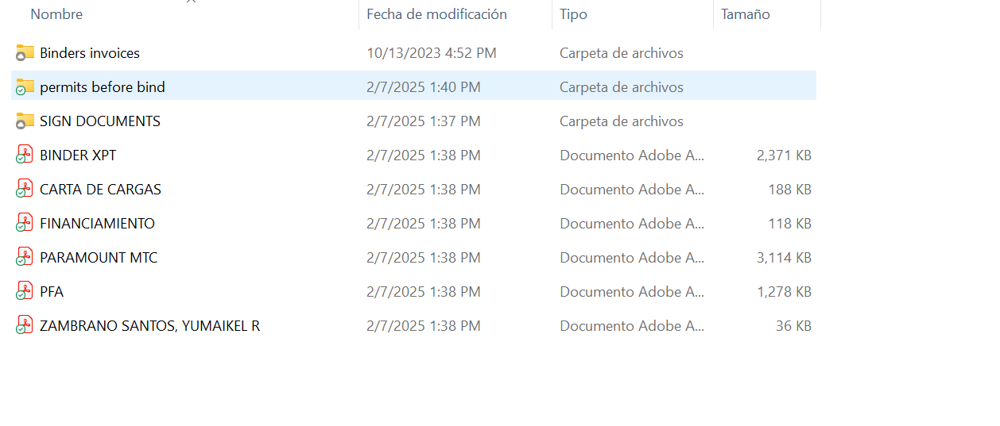 Nombre Fecha de modificación Tipo Tamaño
Binders invoices 10/13/2023 4:52 PM Carpeta de archivos
permits before bind 2/7/2025 1:40 PM Carpeta de archivos
SIGN DOCUMENTS 2/7/2025 1:37 PM Carpeta de archivos
BINDER XPT 2/7/2025 1:38 PM Documento Adobe A... 2,371 KB
CARTA DE CARGAS 2/7/2025 1:38 PM Documento Adobe A... 188 KB
FINANCIAMIENTO 2/7/2025 1:38 PM Documento Adobe A... 118 KB
PARAMOUNT MTC 2/7/2025 1:38 PM Documento Adobe A... 3,114 KB
PFA 2/7/2025 1:38 PM Documento Adobe A... 1,278 KB
ZAMBRANO SANTOS, YUMAIKEL R 2/7/2025 1:38 PM Documento Adobe A... 36 KB